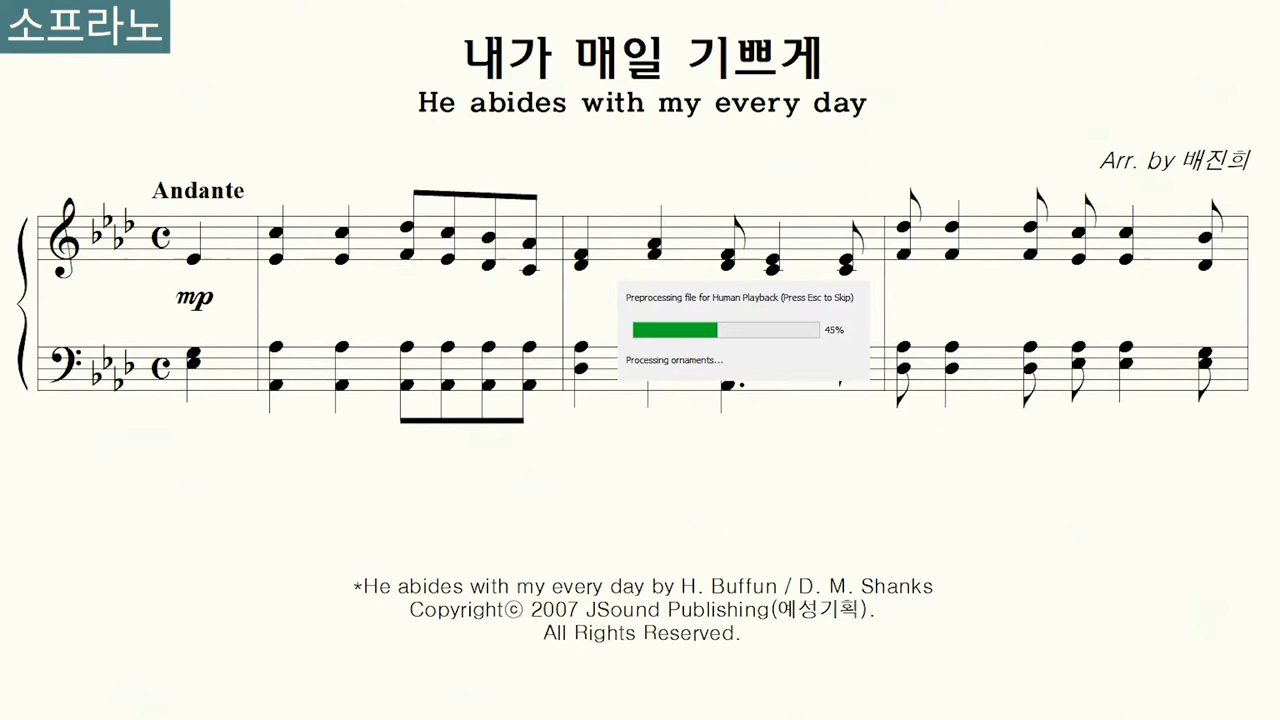 소프라노
내가 매일 기쁘게
He abides with my every day
Arr. by 배진희
Andante
mp
Preprocessing file for Human Playback (Press Esc to Skip)
45%
Processing ornaments...
*He abides with my every day by H. Buffun / D. M. Shanks
Copyrightⓒ 2007 JSound Publishing(예성기획).
All Rights Reserved.